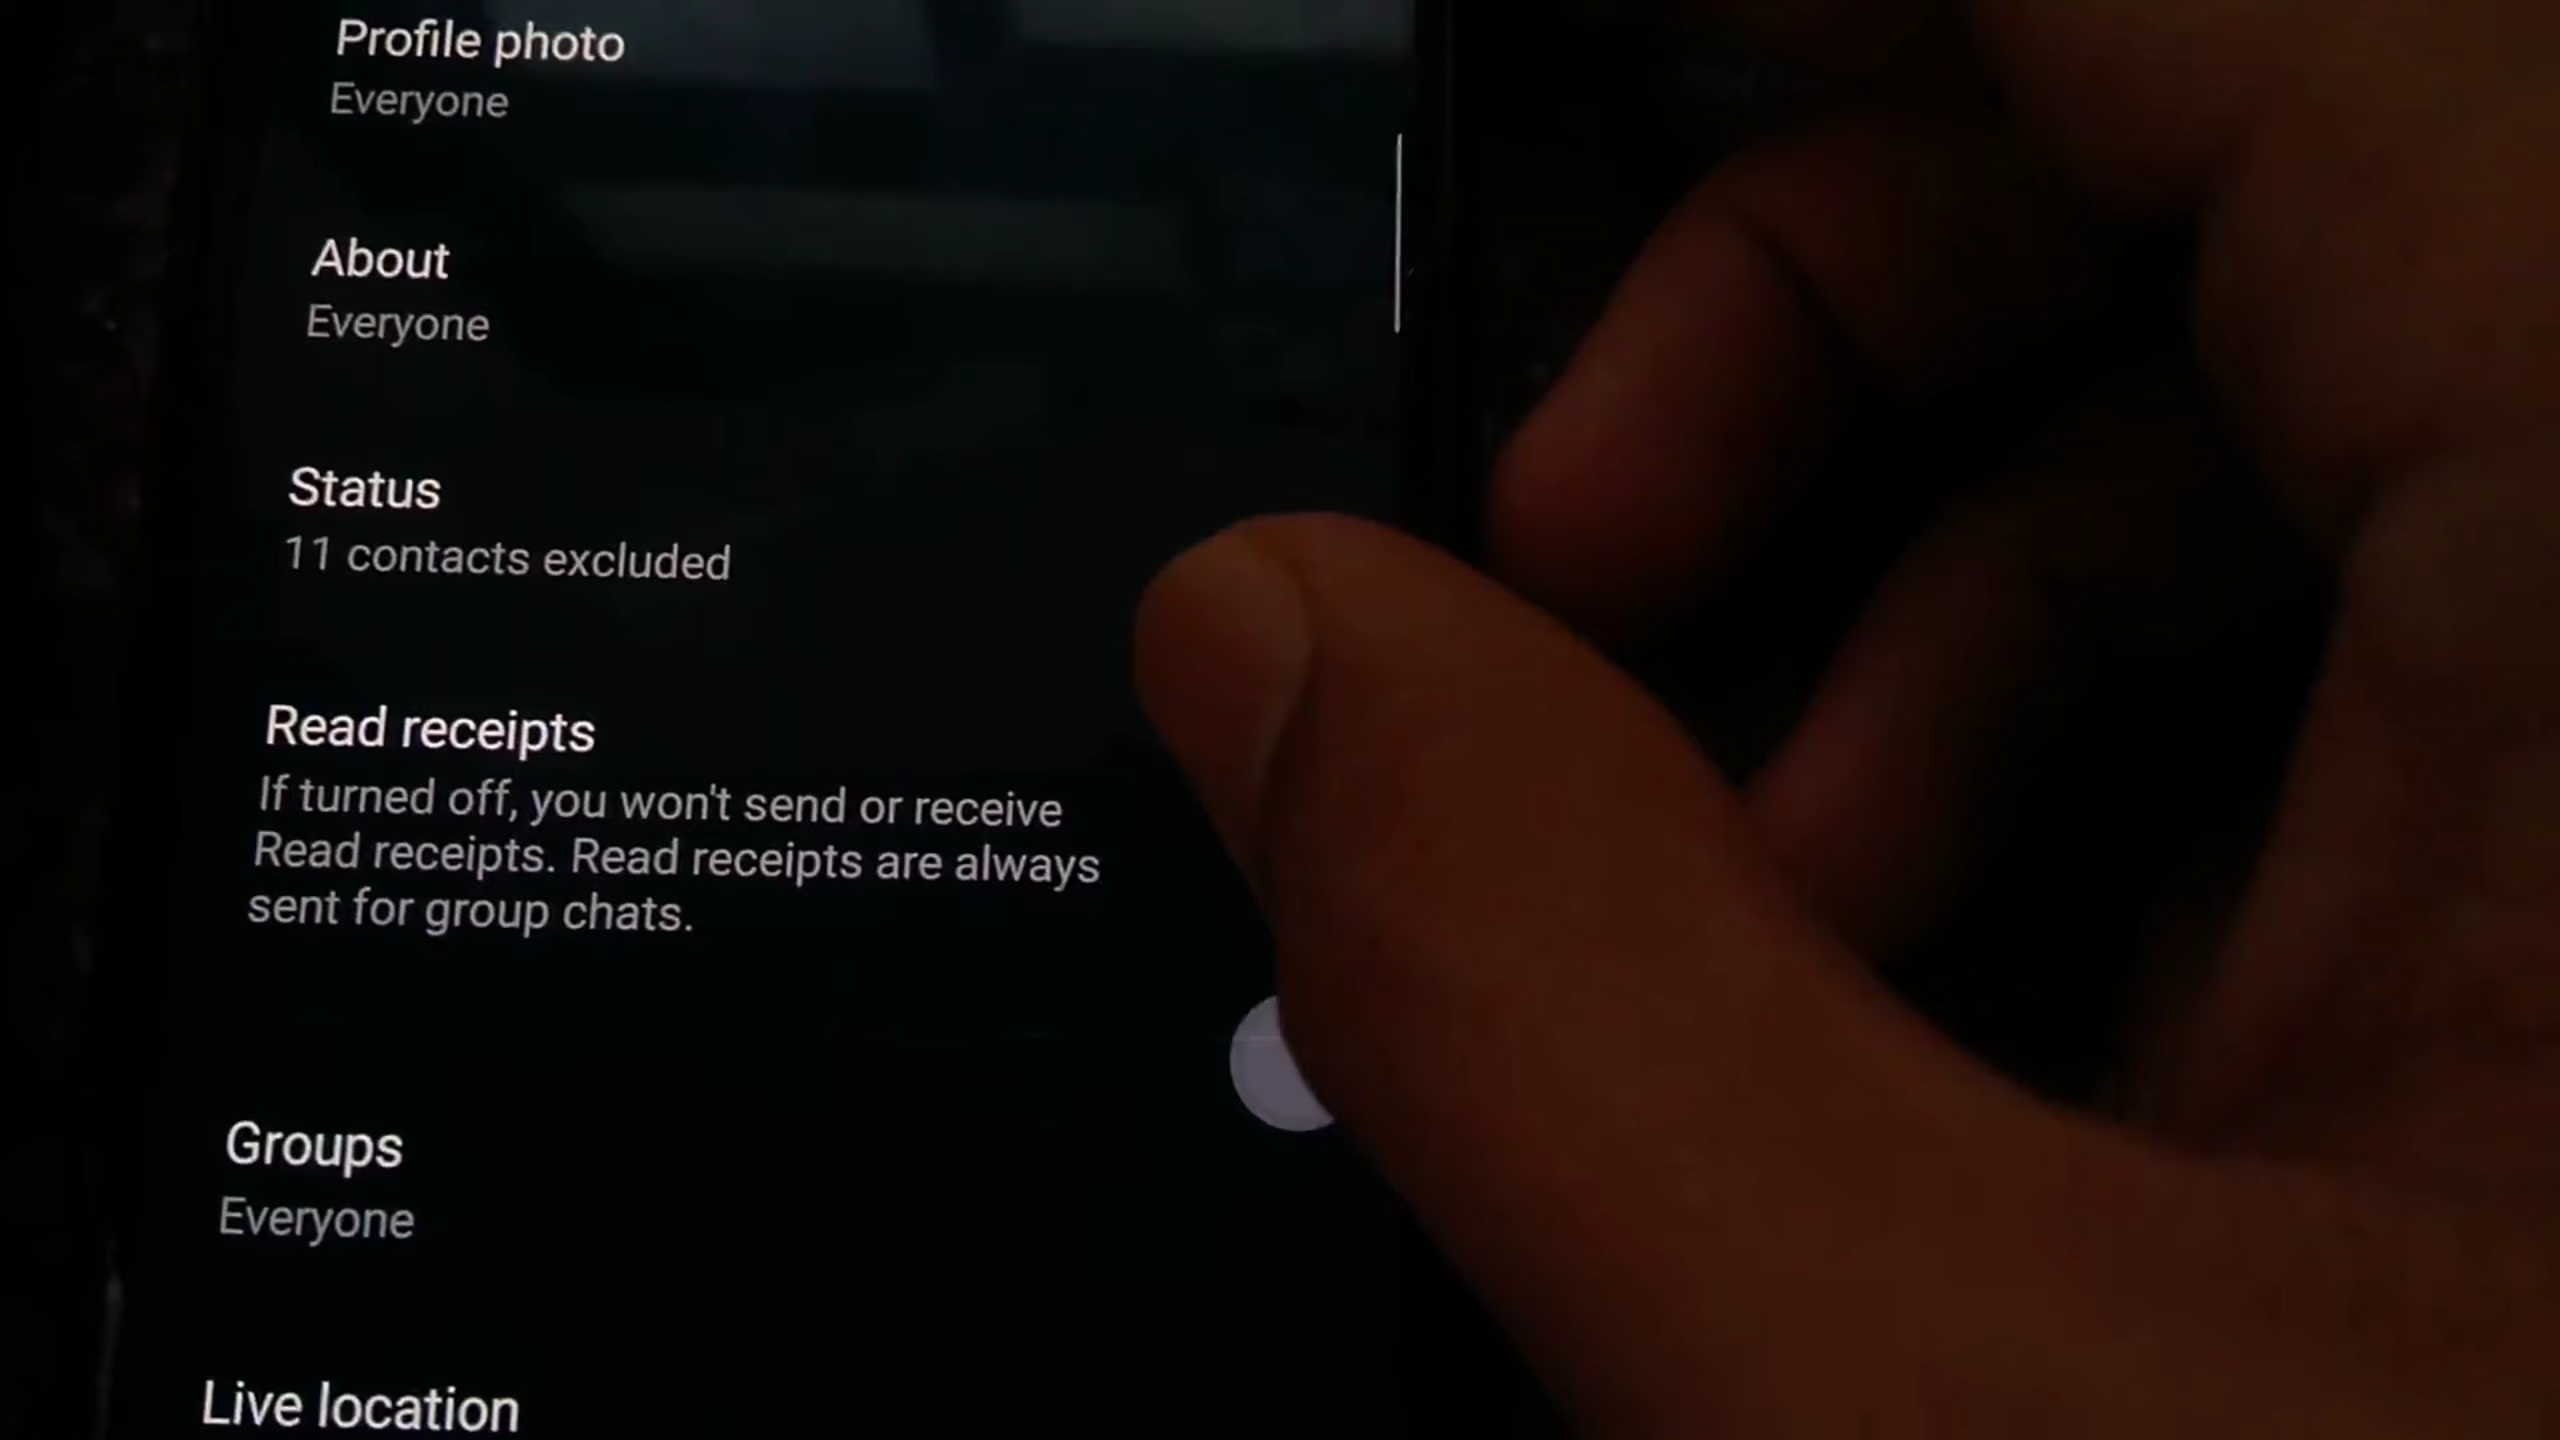 Profile photo
Everyone
About
Everyone
Status
11 contacts excluded
Read receipts
If turned off, you won't send or receive
Read receipts. Read receipts are always
sent for group chats.
Groups
Everyone
Live location